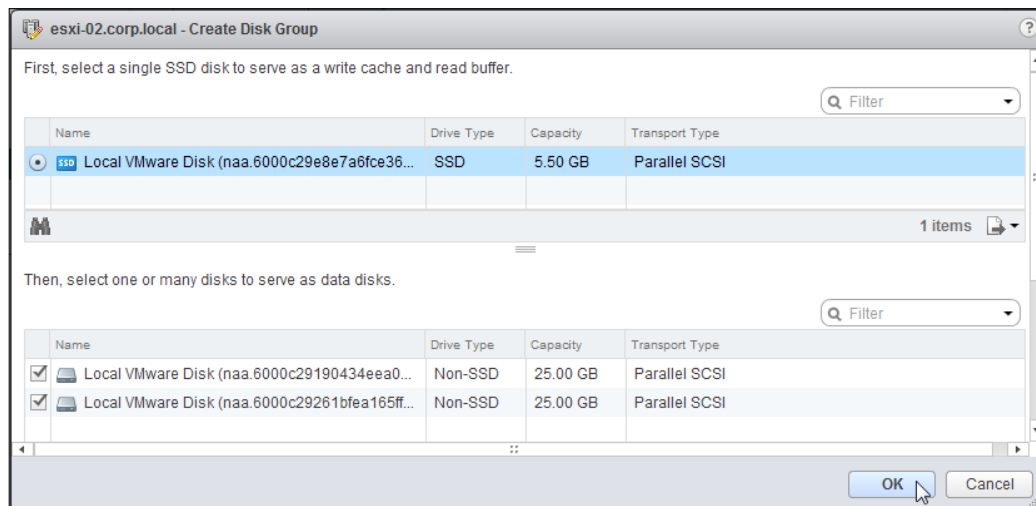 esxi-02.corp.local - Create Disk Group ?
First, select a single SSD disk to serve as a write cache and read buffer.
Filter
Name Drive Type Capacity Transport Type
SSD Local VMware Disk (naa.6000c29e8e7a6fce36... SSD 5.50 GB Parallel SCSI
1 items
Then, select one or many disks to serve as data disks.
Filter
Name Drive Type Capacity Transport Type
Local VMware Disk (naa.6000c29190434eea0... Non-SSD 25.00 GB Parallel SCSI
Local VMware Disk (naa.6000c29261bfea165ff... Non-SSD 25.00 GB Parallel SCSI
OK Cancel